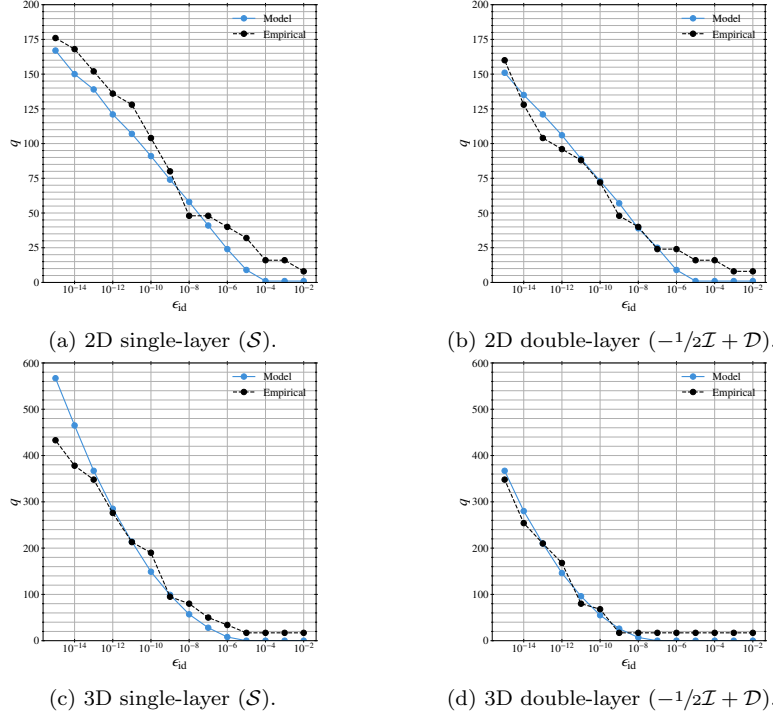 Model
Empirical
175
150
125
100
75
50
25
0
q
10⁻¹⁴ 10⁻¹² 10⁻¹⁰ 10⁻⁸ 10⁻⁶ 10⁻⁴ 10⁻²
ϵid
(a) 2D single-layer (𝒮).
Model
Empirical
200
175
150
125
100
75
50
25
0
q
10⁻¹⁴ 10⁻¹² 10⁻¹⁰ 10⁻⁸ 10⁻⁶ 10⁻⁴ 10⁻²
ϵid
(b) 2D double-layer (−1/2ℐ + 𝒟).
Model
Empirical
600
500
400
300
200
100
0
q
10⁻¹⁴ 10⁻¹² 10⁻¹⁰ 10⁻⁸ 10⁻⁶ 10⁻⁴ 10⁻²
ϵid
(c) 3D single-layer (𝒮).
Model
Empirical
600
500
400
300
200
100
0
q
10⁻¹⁴ 10⁻¹² 10⁻¹⁰ 10⁻⁸ 10⁻⁶ 10⁻⁴ 10⁻²
ϵid
(d) 3D double-layer (−1/2ℐ + 𝒟).